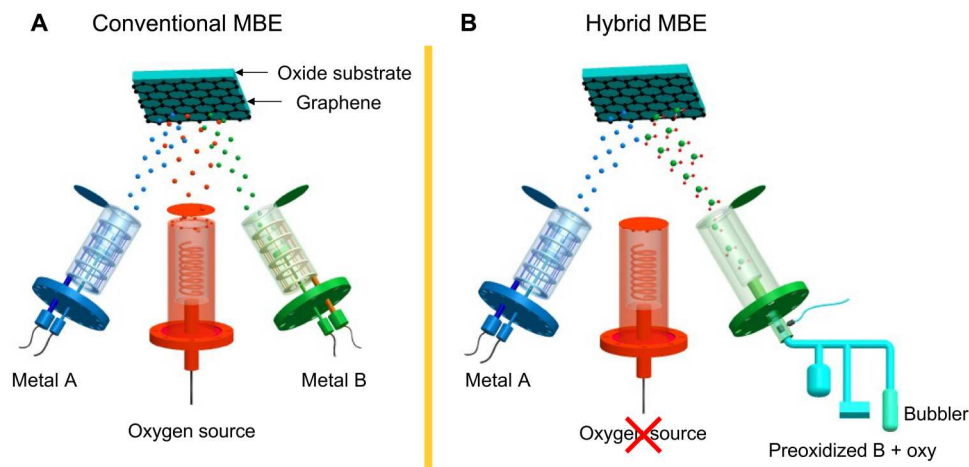 A Conventional MBE
Oxide substrate
Graphene
Metal A
Metal B
Oxygen source
B Hybrid MBE
Metal A
Oxygen source
Bubbler
Preoxidized B + oxy